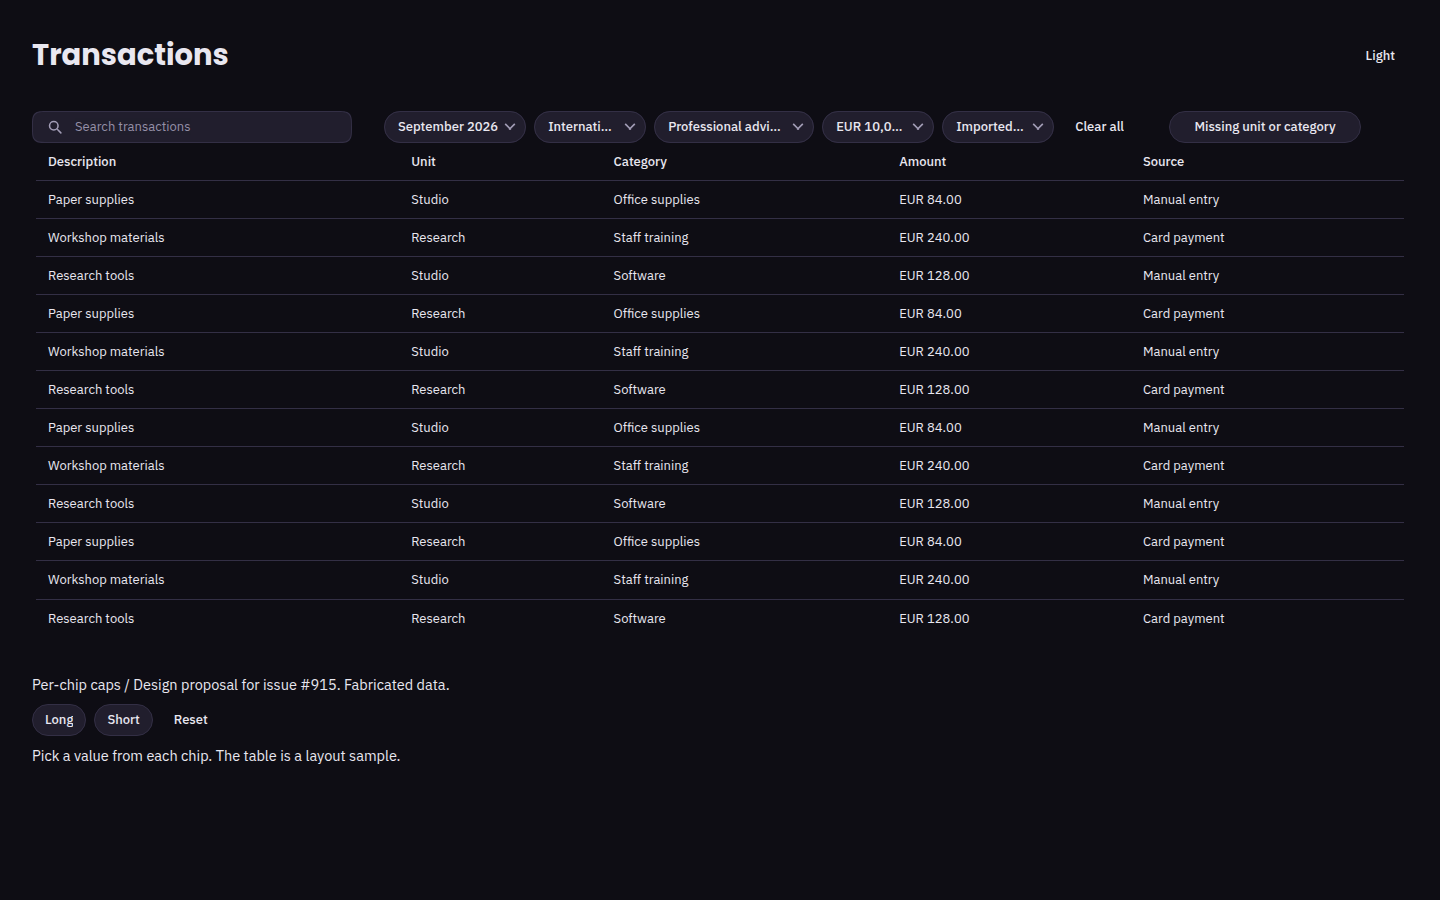 Transactions
Light
Search transactions September 2026 Internati... Professional advi... EUR 10,0... Imported... Clear all Missing unit or category
Description Unit Category Amount Source
Paper supplies Studio Office supplies EUR 84.00 Manual entry
Workshop materials Research Staff training EUR 240.00 Card payment
Research tools Studio Software EUR 128.00 Manual entry
Paper supplies Research Office supplies EUR 84.00 Card payment
Workshop materials Studio Staff training EUR 240.00 Manual entry
Research tools Research Software EUR 128.00 Card payment
Paper supplies Studio Office supplies EUR 84.00 Manual entry
Workshop materials Research Staff training EUR 240.00 Card payment
Research tools Studio Software EUR 128.00 Manual entry
Paper supplies Research Office supplies EUR 84.00 Card payment
Workshop materials Studio Staff training EUR 240.00 Manual entry
Research tools Research Software EUR 128.00 Card payment
Per-chip caps / Design proposal for issue #915. Fabricated data.
Long Short Reset
Pick a value from each chip. The table is a layout sample.